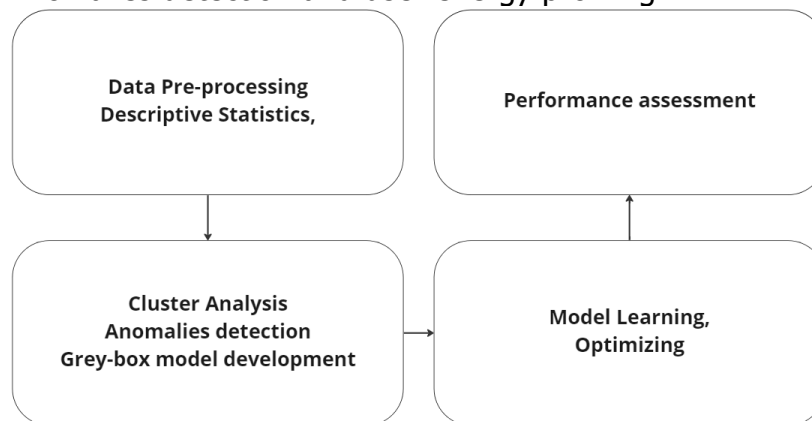 Data Pre-processing
Descriptive Statistics,
Cluster Analysis
Anomalies detection
Grey-box model development
Model Learning,
Optimizing
Performance assessment